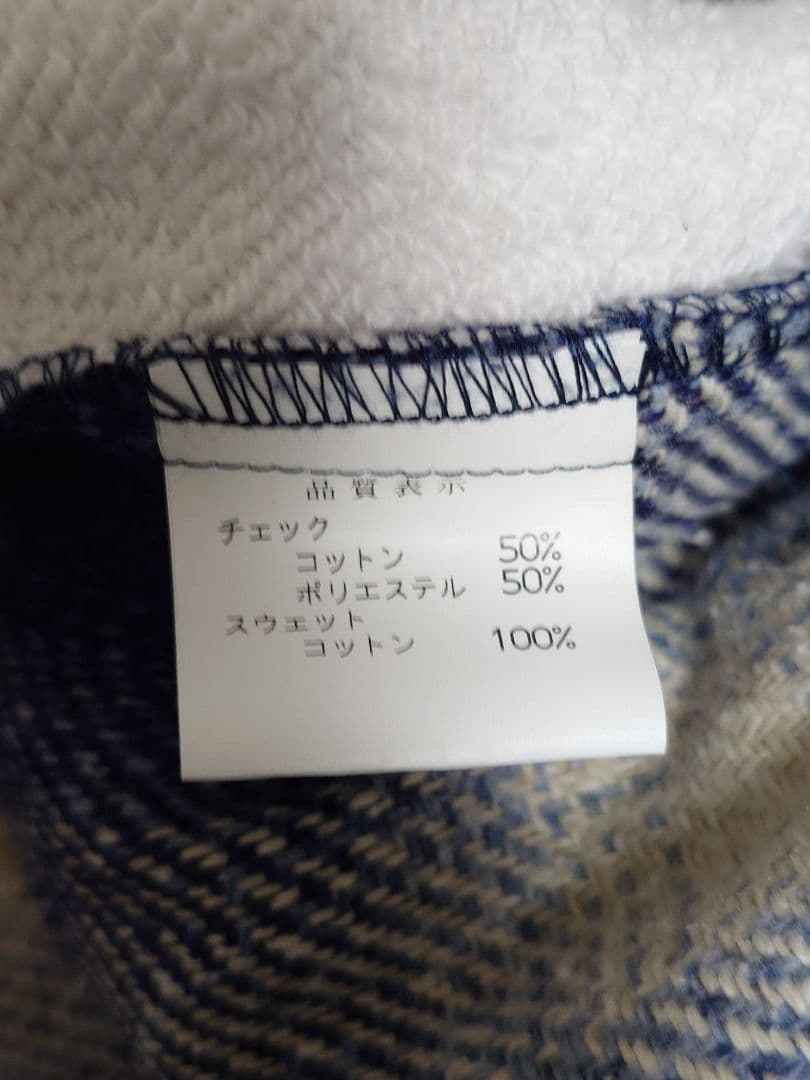 品質表示
チェック
コットン 50%
ポリエステル 50%
スウェット
コットン 100%